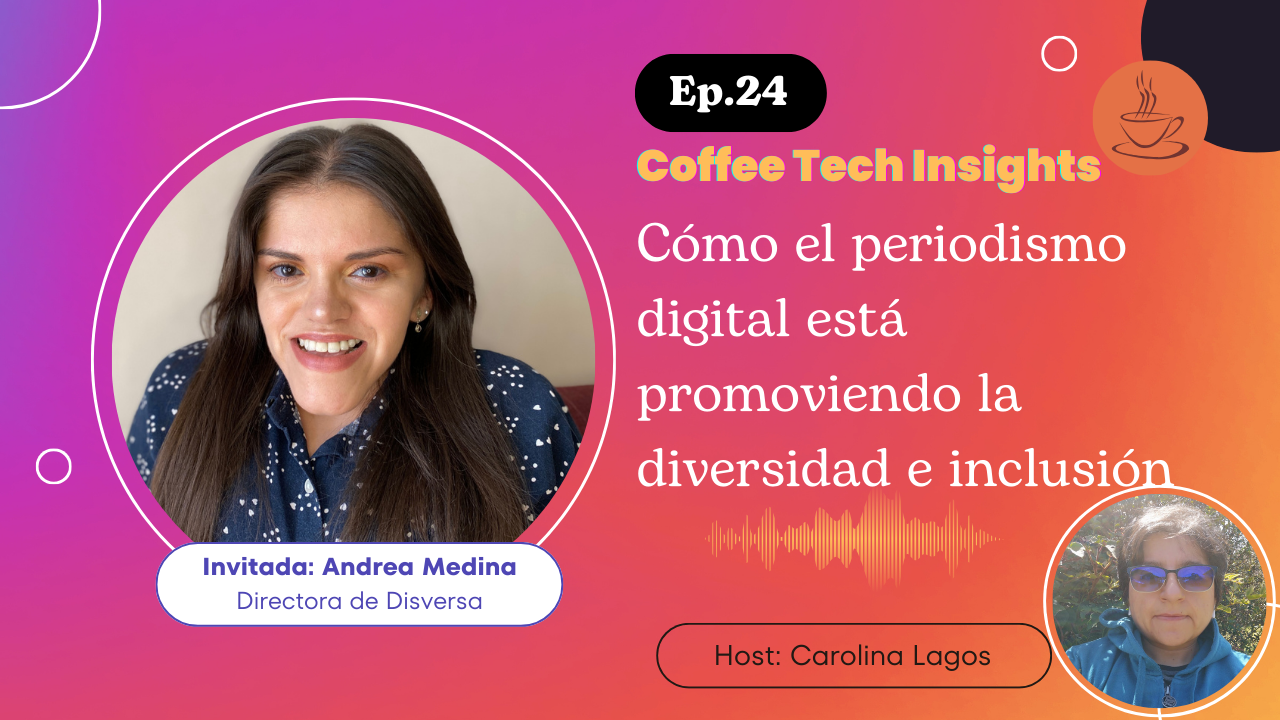 Ep.24
Coffee Tech Insights
Cómo el periodismo
digital está
promoviendo la
diversidad e inclusión
Invitada: Andrea Medina
Directora de Disversa
Host: Carolina Lagos